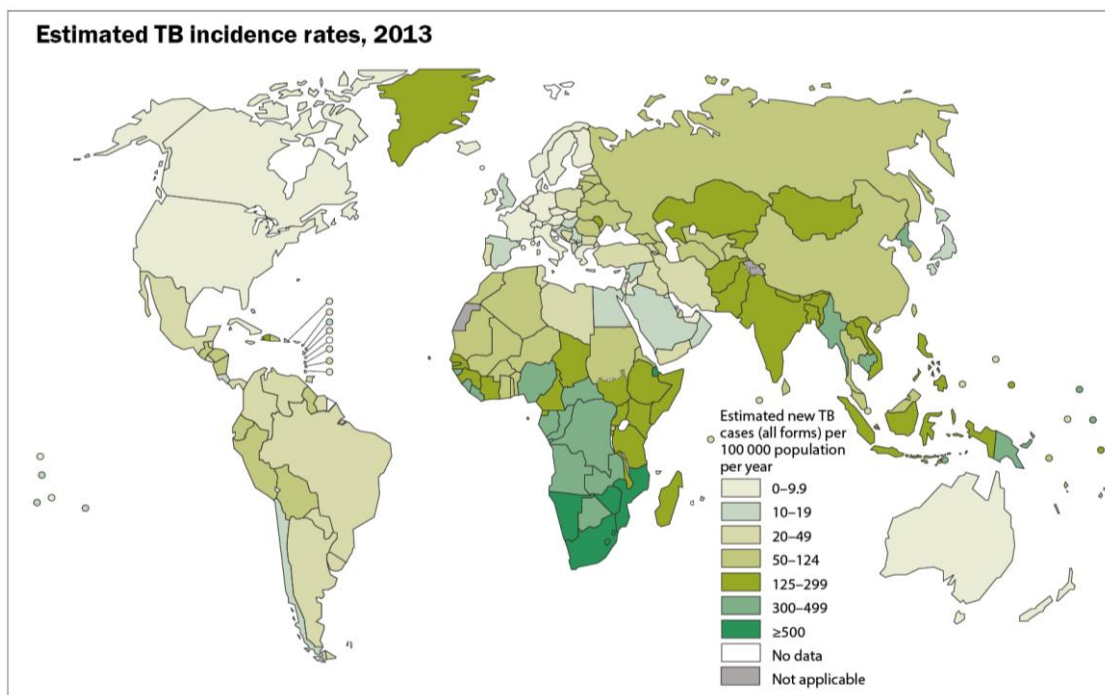 Estimated TB incidence rates, 2013
Estimated new TB
cases (all forms) per
100 000 population
per year
0–9.9
10–19
20–49
50–124
125–299
300–499
≥500
No data
Not applicable